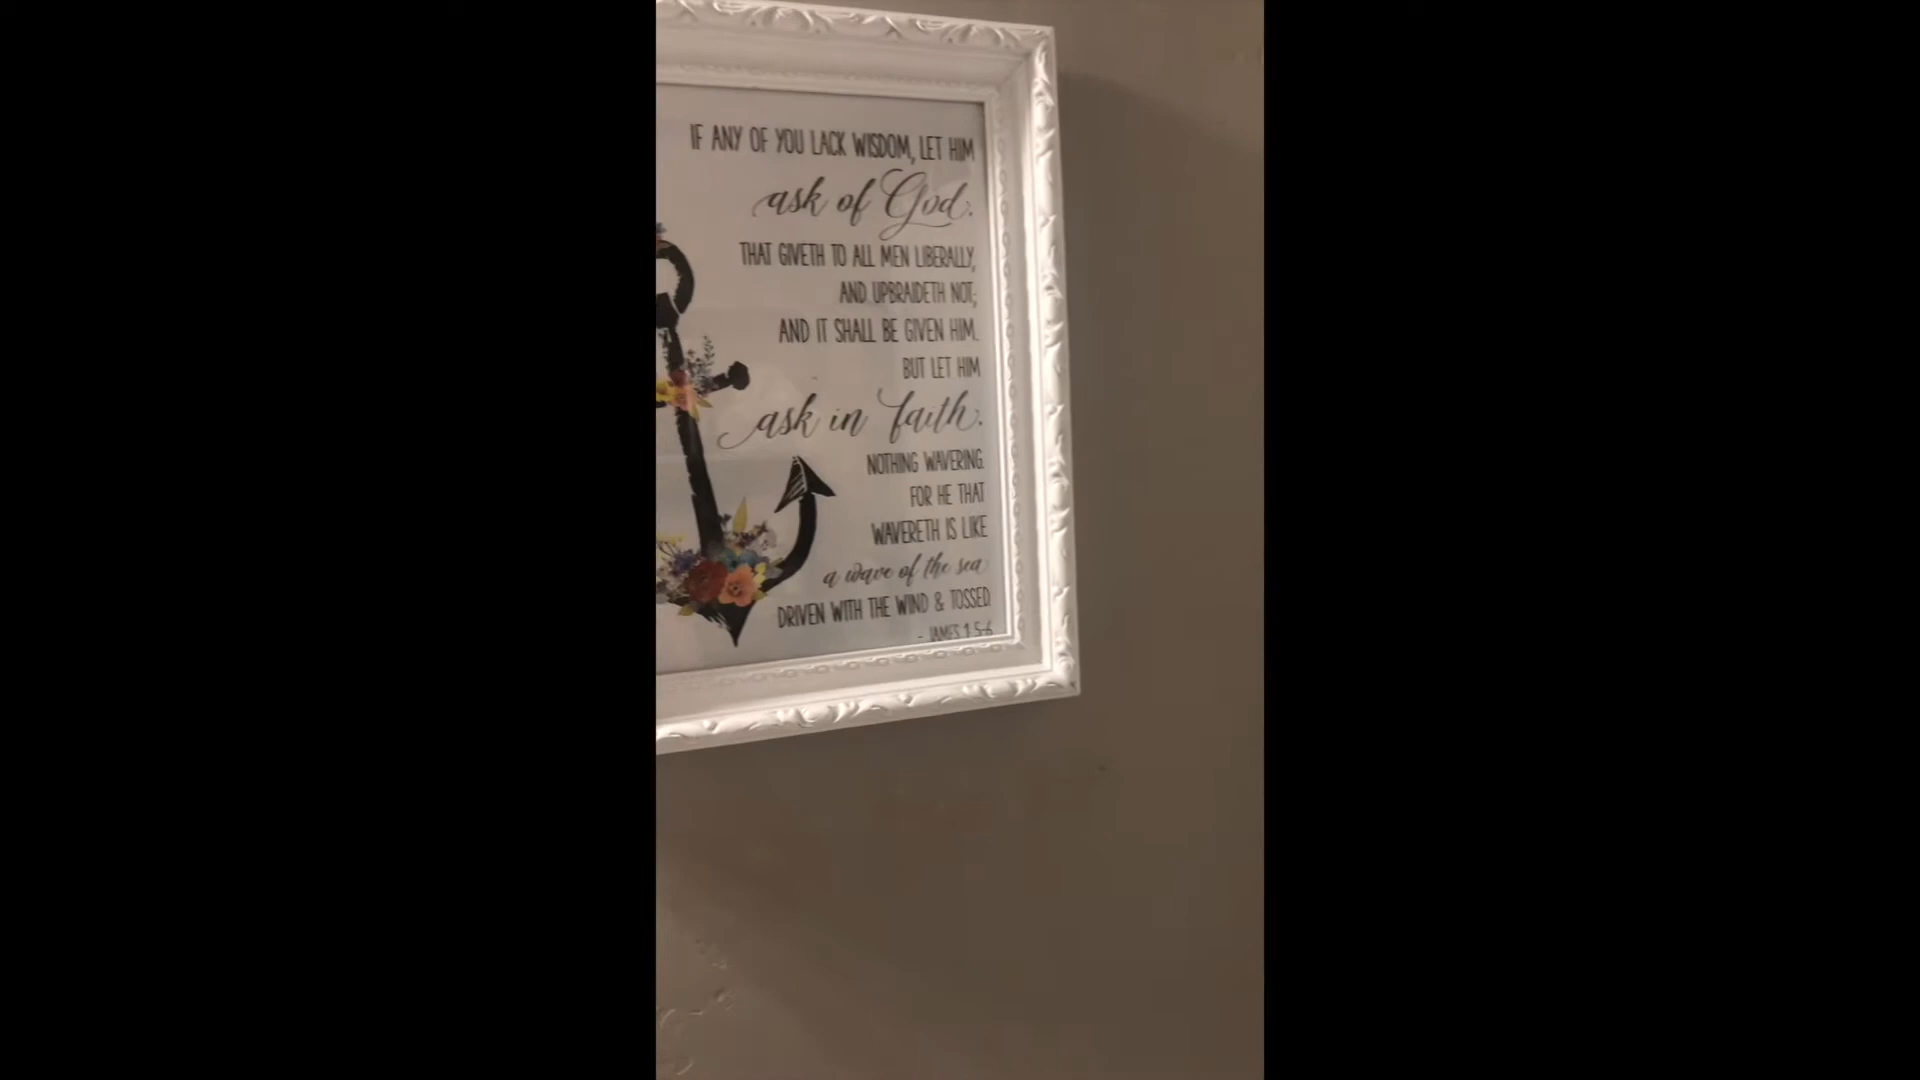 IF ANY OF YOU LACK WISDOM, LET HIM
ask of God.
THAT GIVETH TO ALL MEN LIBERALLY,
AND UPBRAIDETH NOT;
AND IT SHALL BE GIVEN HIM.
BUT LET HIM
ask in faith.
NOTHING WAVERING.
FOR HE THAT
WAVERETH IS LIKE
a wave of the sea
DRIVEN WITH THE WIND & TOSSED
- JAMES 1:5-6